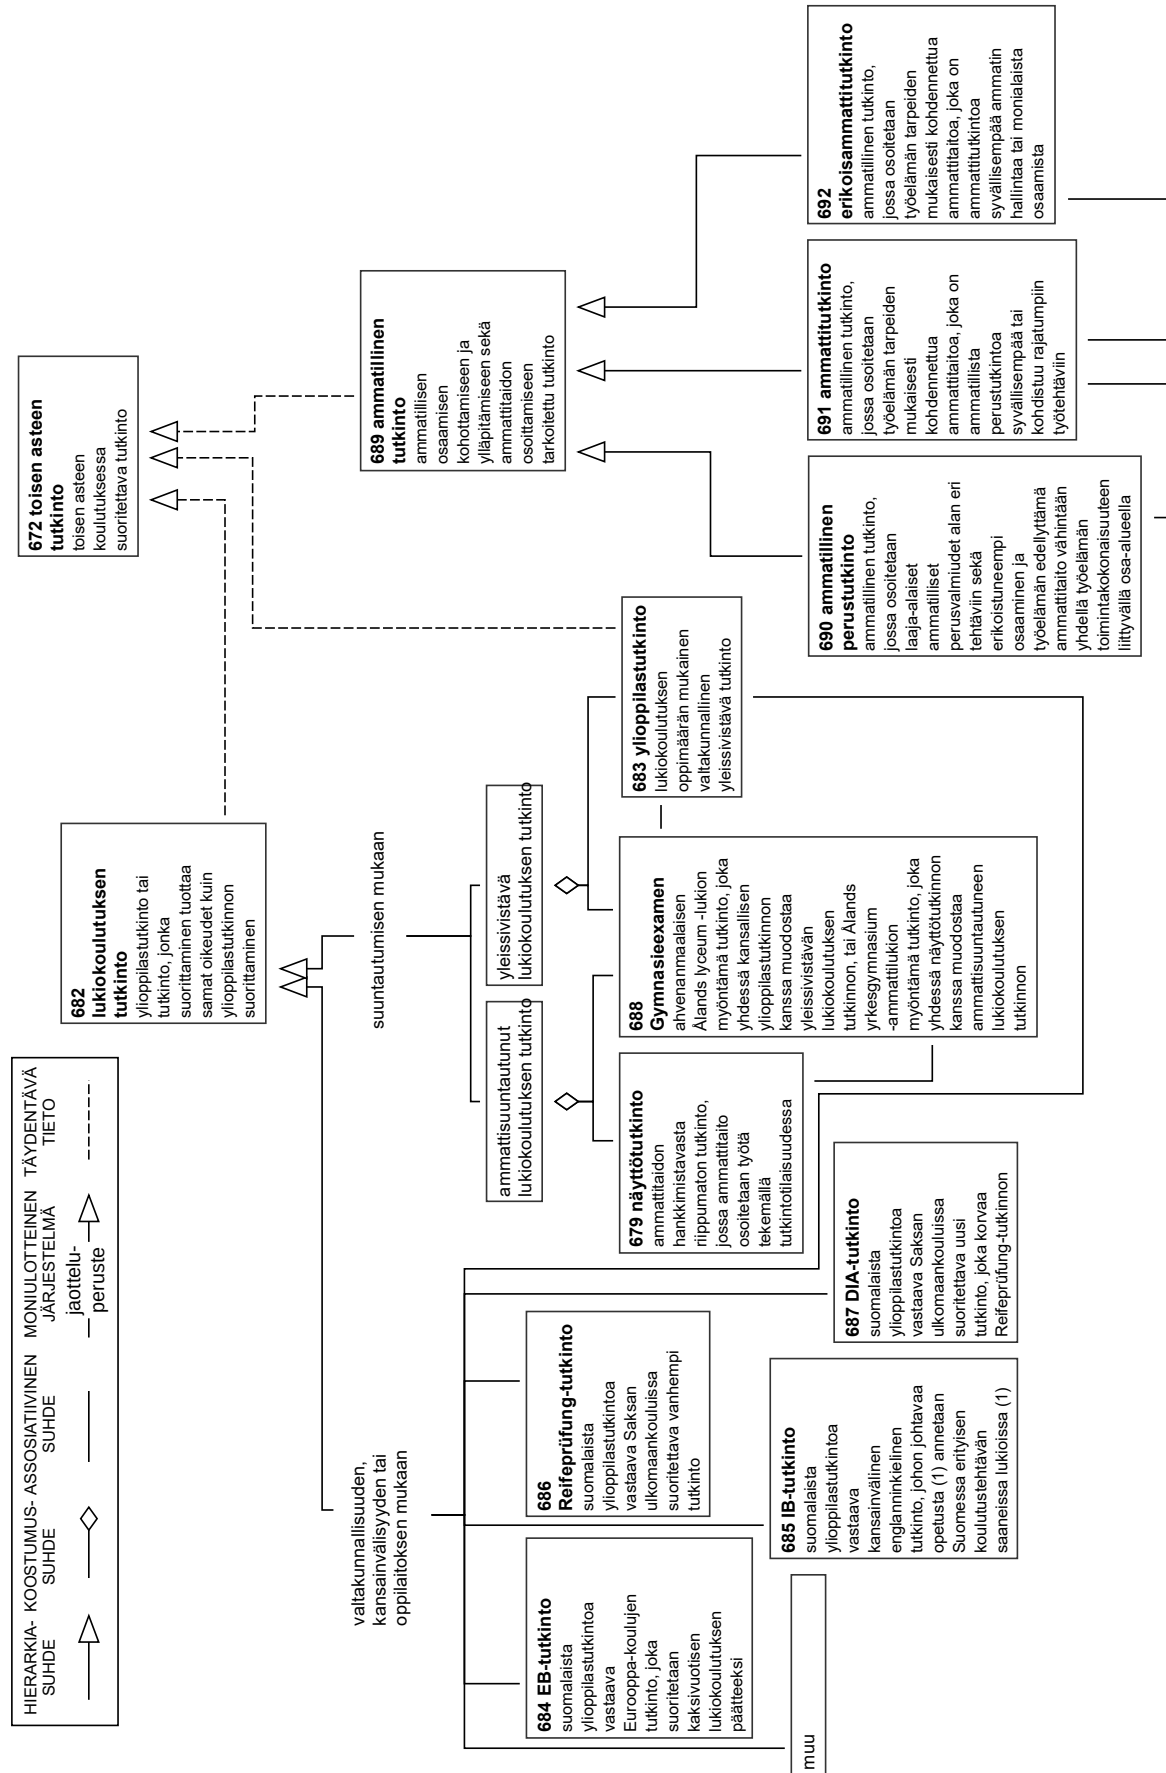 HIERARKIA- KOOSTUMUS- ASSOSIATIIVINEN MONIULOTTEINEN TÄYDENTÄVÄ
SUHDE SUHDE SUHDE JÄRJESTELMÄ TIETO
jaottelu-
peruste
672 toisen asteen
tutkinto
toisen asteen
koulutuksessa
suoritettava tutkinto
682
lukiokoulutuksen
tutkinto
ylioppilastutkinto tai
tutkinto, jonka
suorittaminen tuottaa
samat oikeudet kuin
ylioppilastutkinnon
suorittaminen
689 ammatillinen
tutkinto
ammatillisen
osaamisen
kohottamiseen ja
ylläpitämiseen sekä
ammattitaidon
osoittamiseen
tarkoitettu tutkinto
valtakunnallisuuden,
kansainvälisyyden tai
oppilaitoksen mukaan
suntautumisen mukaan
ammattisuuntautunut
lukiokoulutuksen tutkinto
yleissivistävä
lukiokoulutuksen tutkinto
684 EB-tutkinto
suomalaista
ylioppilastutkintoa
vastaava
Eurooppa-koulujen
tutkinto, joka
suoritetaan
kaksivuotisen
lukiokoulutuksen
päätteeksi
686
Reifeprüfung-tutkinto
suomalaista
ylioppilastutkintoa
vastaava Saksan
ulkomaankouluissa
suoritettava vanhempi
tutkinto
679 näyttötutkinto
ammattitaidon
hankkimistavasta
riippumaton tutkinto,
jossa ammattitaito
osoitetaan työtä
tekemällä
tutkintotilaisuudessa
688
Gymnasieexamen
ahvenanmaalaisen
Ålands lyceum -lukion
myöntämä tutkinto, joka
yhdessä kansallisen
ylioppilastutkinnon
kanssa muodostaa
yleissivistävän
lukiokoulutuksen
tutkinnon, tai Ålands
yrkesgymnasium
-ammattilukion
myöntämä tutkinto, joka
yhdessä näyttötutkinnon
kanssa muodostaa
ammattisuuntautuneen
lukiokoulutuksen
tutkinnon
683 ylioppilastutkinto
lukiokoulutuksen
oppimäärän mukainen
valtakunnallinen
yleissivistävä tutkinto
muu
685 IB-tutkinto
suomalaista
ylioppilastutkintoa
vastaava
kansainvälinen
englanninkielinen
tutkinto, johon johtavaa
opetusta (1) annetaan
Suomessa erityisen
koulutustehtävän
saaneissa lukioissa (1)
687 DIA-tutkinto
suomalaista
ylioppilastutkintoa
vastaava Saksan
ulkomaankouluissa
suoritettava uusi
tutkinto, joka korvaa
Reifeprüfung-tutkinnon
690 ammatillinen
perustutkinto
ammatillinen tutkinto,
jossa osoitetaan
laaja-alaiset
ammatilliset
perusvalmiudet alan eri
tehtäviin sekä
erikoistuneempi
osaaminen ja
työelämän edellyttämä
ammattitaito vähintään
yhdellä työelämän
toimintakokonaisuuteen
liittyvällä osa-alueella
691 ammattitutkinto
ammatillinen tutkinto,
jossa osoitetaan
työelämän tarpeiden
mukaisesti
kohdennettua
ammattitaitoa, joka on
ammatillista
perustutkintoa
syvällisempää tai
kohdistuu rajatumpiin
työtehtäviin
692
erikoisammattitutkinto
ammatillinen tutkinto,
jossa osoitetaan
työelämän tarpeiden
mukaisesti kohdennettua
ammattitaitoa, joka on
ammattitutkintoa
syvällisempää ammatin
hallintaa tai monialaista
osaamista